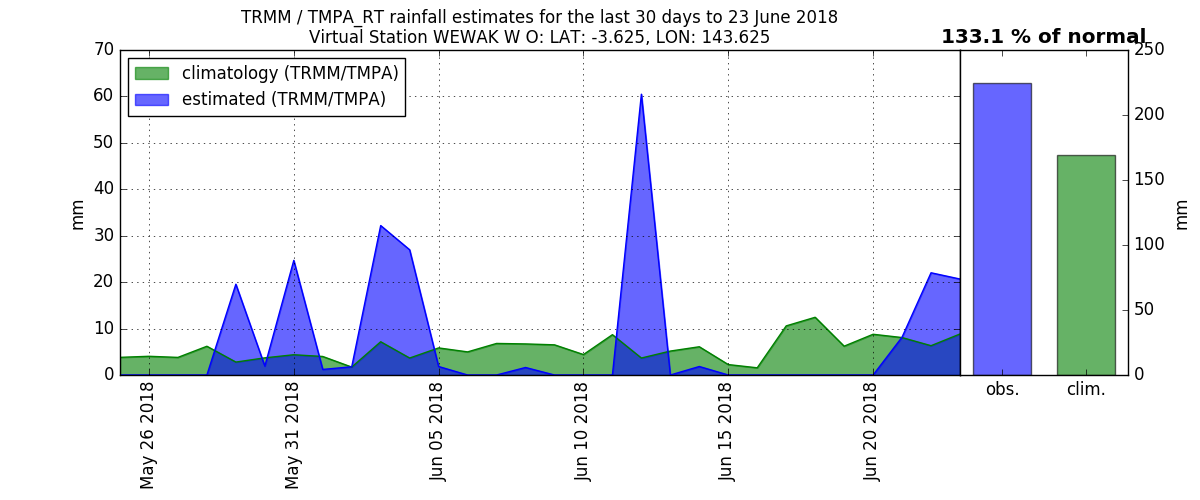 TRMM / TMPA_RT rainfall estimates for the last 30 days to 23 June 2018
Virtual Station WEWAK W O: LAT: -3.625, LON: 143.625
133.1 % of normal
climatology (TRMM/TMPA)
estimated (TRMM/TMPA)
70
60
50
40
30
20
10
0
mm
May 26 2018
May 31 2018
Jun 05 2018
Jun 10 2018
Jun 15 2018
Jun 20 2018
obs.
clim.
250
200
150
100
50
0
mm